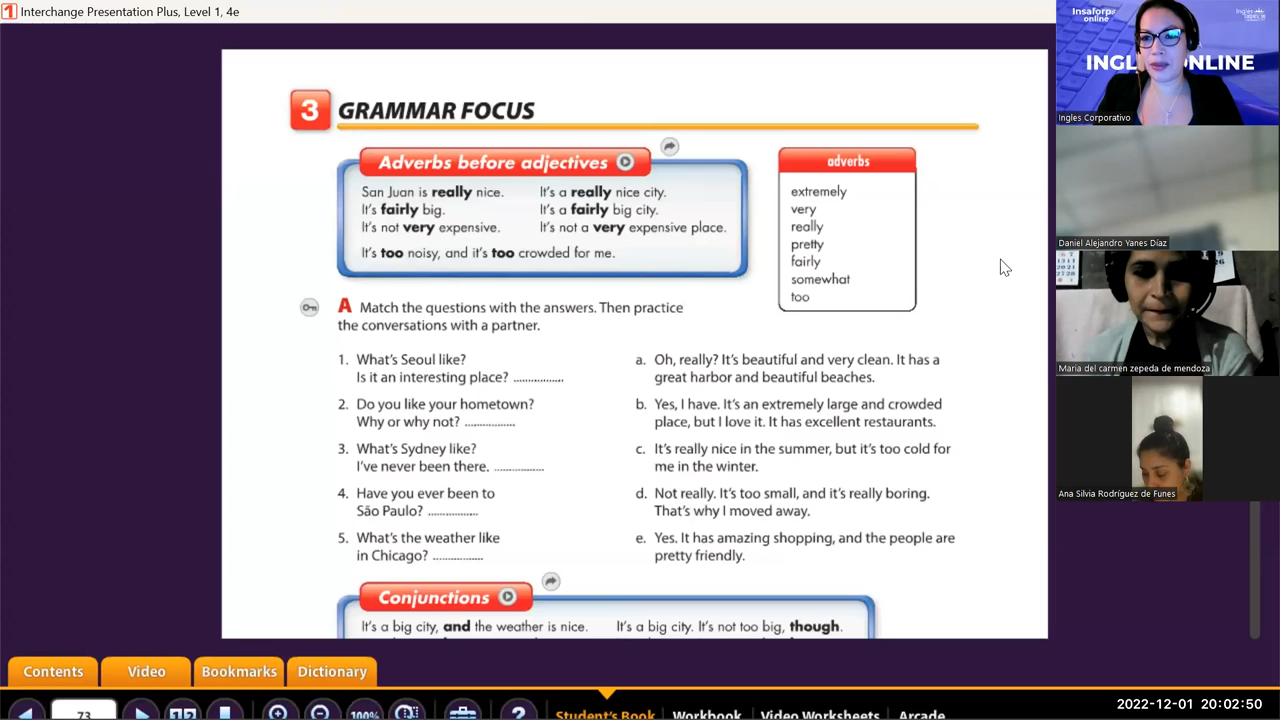 Interchange Presentation Plus, Level 1, 4e
Insaforp online
INGL ONLINE
Ingles Corporativo
Daniel Alejandro Yanes Díaz
Maria del carmen zepeda de mendoza
Ana Silvia Rodríguez de Funes
3 GRAMMAR FOCUS
Adverbs before adjectives
San Juan is really nice. It's a really nice city.
It's fairly big. It's a fairly big city.
It's not very expensive. It's not a very expensive place.
It's too noisy, and it's too crowded for me.
adverbs
extremely
very
really
pretty
fairly
somewhat
too
A Match the questions with the answers. Then practice
the conversations with a partner.
1. What's Seoul like?
Is it an interesting place? ................
2. Do you like your hometown?
Why or why not? ................
3. What's Sydney like?
I've never been there. ................
4. Have you ever been to
São Paulo? ................
5. What's the weather like
in Chicago? ................
a. Oh, really? It's beautiful and very clean. It has a
great harbor and beautiful beaches.
b. Yes, I have. It's an extremely large and crowded
place, but I love it. It has excellent restaurants.
c. It's really nice in the summer, but it's too cold for
me in the winter.
d. Not really. It's too small, and it's really boring.
That's why I moved away.
e. Yes. It has amazing shopping, and the people are
pretty friendly.
Conjunctions
It's a big city, and the weather is nice. It's a big city. It's not too big, though.
Contents Video Bookmarks Dictionary
73 100% ? Student's Book Workbook Video Worksheets Arcade
2022-12-01 20:02:50